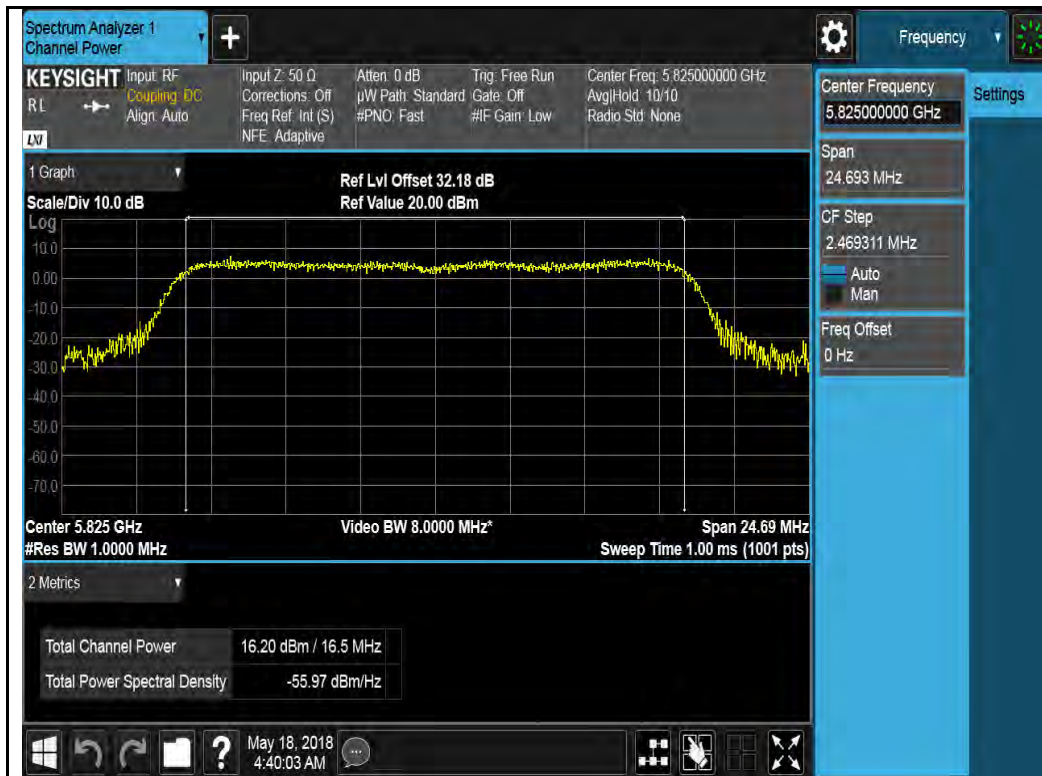 Spectrum Analyzer 1
Channel Power
+
Frequency
KEYSIGHT
RL
LXI
Input: RF
Coupling: DC
Align: Auto
Input Z: 50 Ω
Corrections: Off
Freq Ref: Int (S)
NFE: Adaptive
Atten: 0 dB
µW Path: Standard
#PNO: Fast
Trig: Free Run
Gate: Off
#IF Gain: Low
Center Freq: 5.825000000 GHz
Avg|Hold: 10/10
Radio Std: None
1 Graph
Scale/Div 10.0 dB
Ref Lvl Offset 32.18 dB
Ref Value 20.00 dBm
Log
10.0
0.00
-10.0
-20.0
-30.0
-40.0
-50.0
-60.0
-70.0
Center 5.825 GHz
#Res BW 1.0000 MHz
Video BW 8.0000 MHz*
Span 24.69 MHz
Sweep Time 1.00 ms (1001 pts)
2 Metrics
Total Channel Power 16.20 dBm / 16.5 MHz
Total Power Spectral Density -55.97 dBm/Hz
Center Frequency
5.825000000 GHz
Span
24.693 MHz
CF Step
2.469311 MHz
Auto
Man
Freq Offset
0 Hz
Settings
?
May 18, 2018
4:40:03 AM